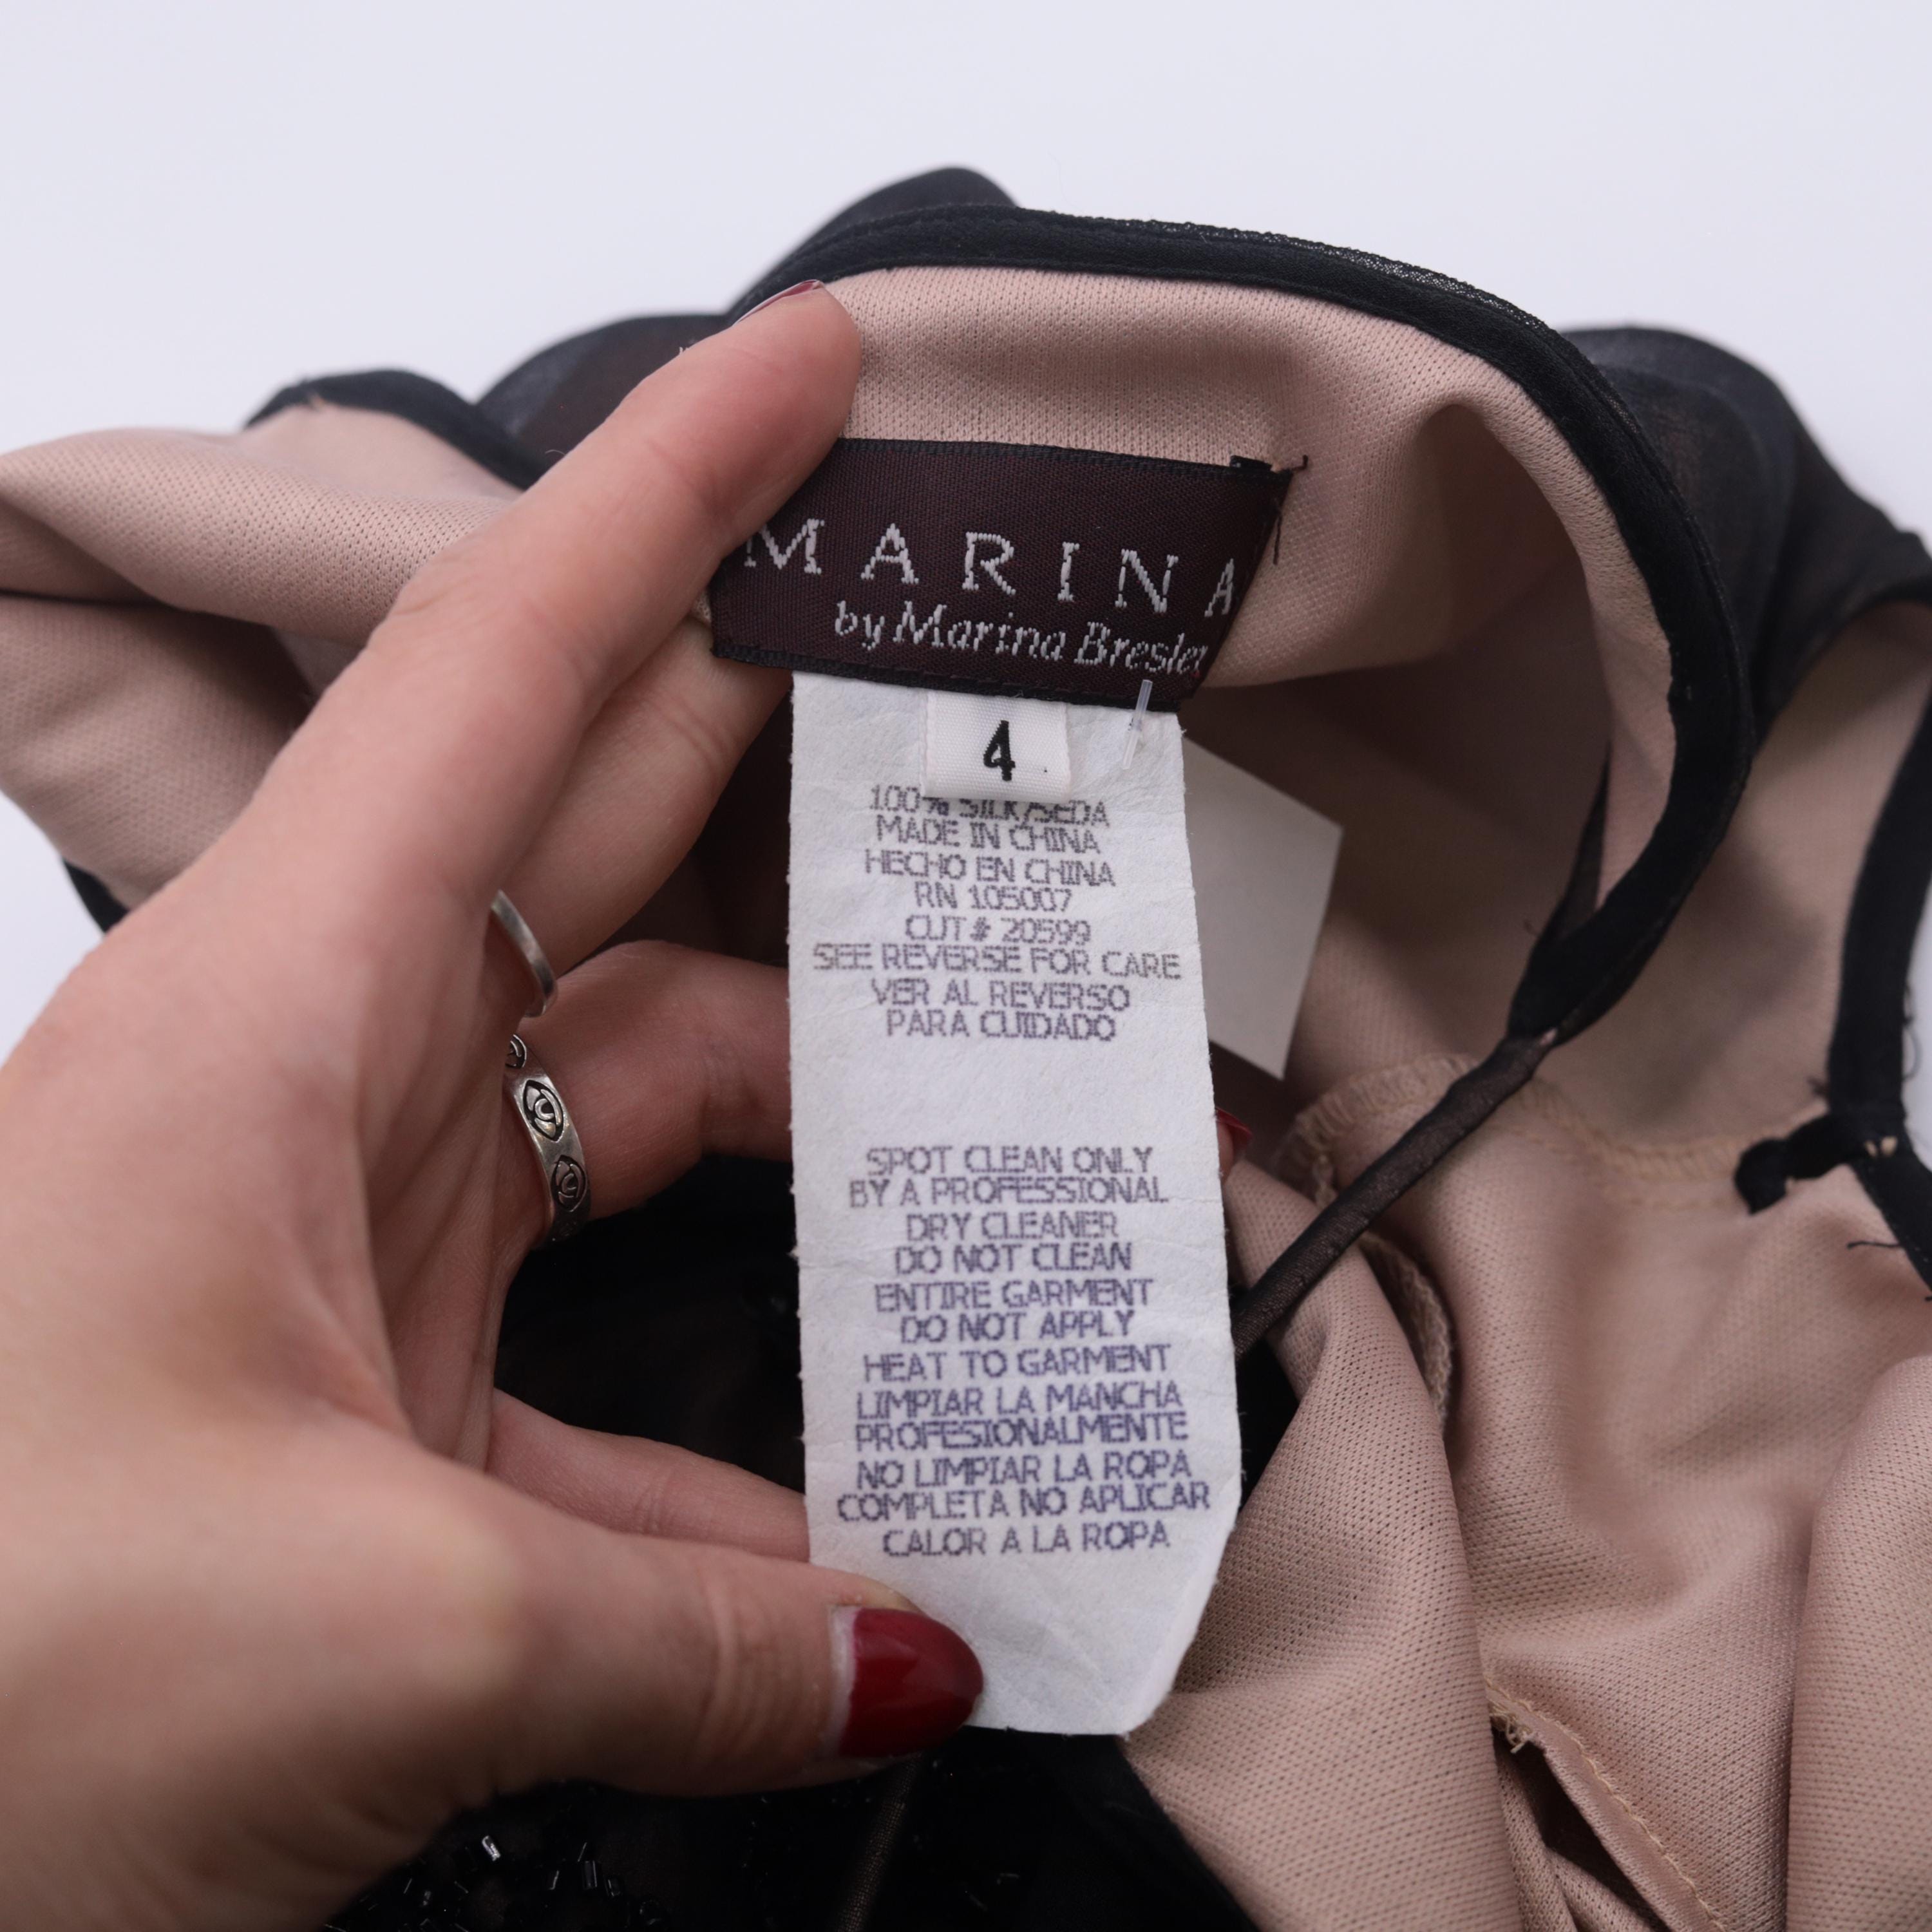 MARINA
by Marina Bresler
4
100% SILK/SEDA
MADE IN CHINA
HECHO EN CHINA
RN 105007
CUT # 20599
SEE REVERSE FOR CARE
VER AL REVERSO
PARA CUIDADO
SPOT CLEAN ONLY
BY A PROFESSIONAL
DRY CLEANER
DO NOT CLEAN
ENTIRE GARMENT
DO NOT APPLY
HEAT TO GARMENT
LIMPIAR LA MANCHA
PROFESIONALMENTE
NO LIMPIAR LA ROPA
COMPLETA NO APLICAR
CALOR A LA ROPA